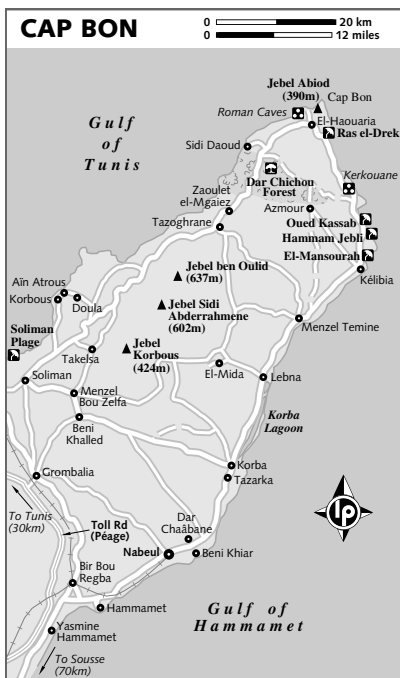 CAP BON
0 20 km
0 12 miles
Jebel Abiod
(390m)
Cap Bon
Roman Caves
El-Haouaria
Ras el-Drek
Gulf
of
Tunis
Sidi Daoud
Dar Chichou
Forest
Kerkouane
Zaouiet
el-Mgaiez
Azmour
Oued Kassab
Tazoghrane
Hammam Jebli
El-Mansourah
Kélibia
Jebel ben Oulid
(637m)
Aïn Atrous
Korbous
Doula
Jebel Sidi
Abderrahmene
(602m)
Menzel Temine
Soliman
Plage
Jebel
Korbous
(424m)
Takelsa
El-Mida
Lebna
Soliman
Menzel
Bou Zelfa
Korba
Lagoon
Beni
Khalled
Korba
Tazarka
Grombalia
lp
To Tunis
(30km)
Toll Rd
(Péage)
Dar
Chaâbane
Nabeul
Beni Khiar
Bir Bou
Regba
Hammamet
Gulf of
Hammamet
Yasmine
Hammamet
To Sousse
(70km)